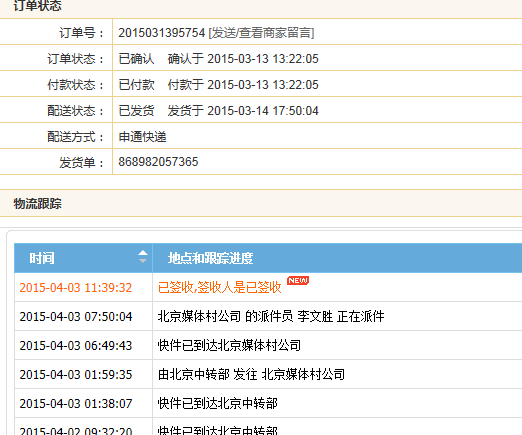 订单状态
订单号： 2015031395754 [发送/查看商家留言]
订单状态： 已确认 确认于 2015-03-13 13:22:05
付款状态： 已付款 付款于 2015-03-13 13:22:05
配送状态： 已发货 发货于 2015-03-14 17:50:04
配送方式： 申通快递
发货单： 868982057365
物流跟踪
时间 地点和跟踪进度
2015-04-03 11:39:32 已签收,签收人是已签收 NEW
2015-04-03 07:50:04 北京媒体村公司 的派件员 李文胜 正在派件
2015-04-03 06:49:43 快件已到达北京媒体村公司
2015-04-03 01:59:35 由北京中转部 发往 北京媒体村公司
2015-04-03 01:38:07 快件已到达北京中转部
2015-04-02 09:32:20 快件已到达北京中转部